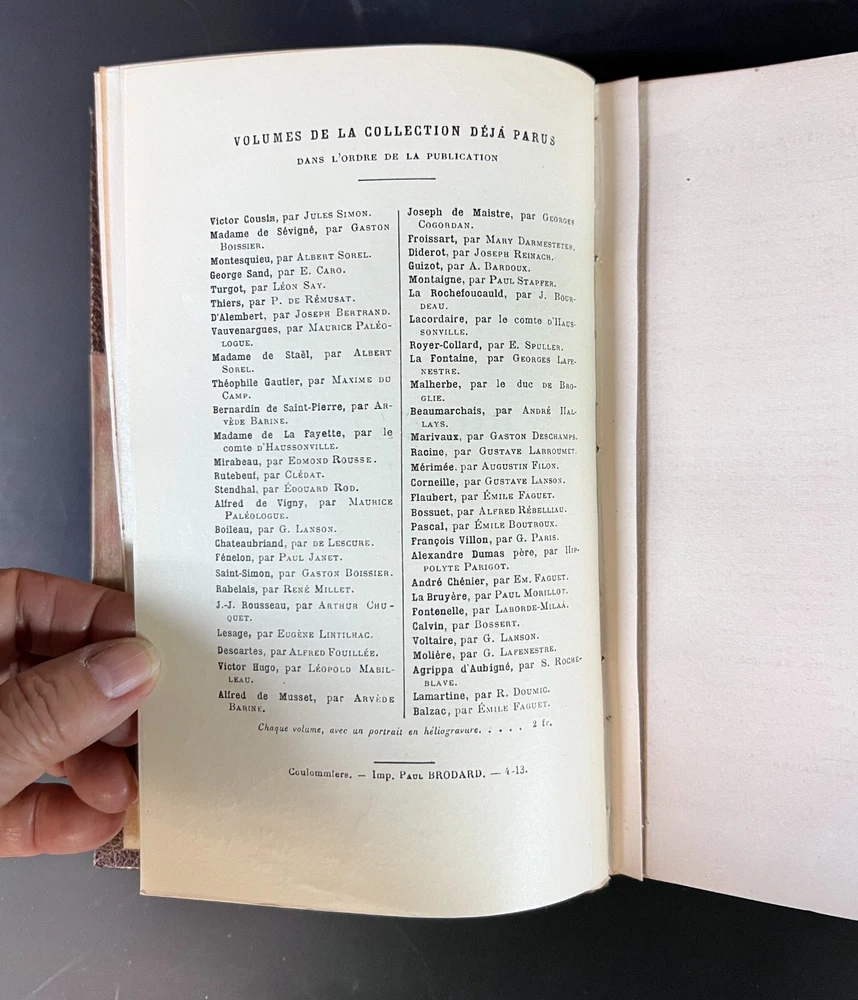 VOLUMES DE LA COLLECTION DÉJÀ PARUS
DANS L'ORDRE DE LA PUBLICATION
Victor Cousin, par JULES SIMON.
Madame de Sévigné, par GASTON
BOISSIER.
Montesquieu, par ALBERT SOREL.
George Sand, par E. CARO.
Turgot, par LÉON SAY.
Thiers, par P. DE RÉMUSAT.
D'Alembert, par JOSEPH BERTRAND.
Vauvenargues, par MAURICE PALÉO-
LOGUE.
Madame de Staël, par ALBERT
SOREL.
Théophile Gautier, par MAXIME DU
CAMP.
Bernardin de Saint-Pierre, par AR-
VÈDE BARINE.
Madame de La Fayette, par le
comte D'HAUSSONVILLE.
Mirabeau, par EDMOND ROUSSE.
Rutebeuf, par CLÉDAT.
Stendhal, par ÉDOUARD ROD.
Alfred de Vigny, par MAURICE
PALÉOLOGUE.
Boileau, par G. LANSON.
Chateaubriand, par DE LESCURE.
Fénelon, par PAUL JANET.
Saint-Simon, par GASTON BOISSIER.
Rabelais, par RENÉ MILLET.
J.-J. Rousseau, par ARTHUR CHU-
QUET.
Lesage, par EUGÈNE LINTILHAC.
Descartes, par ALFRED FOUILLÉE.
Victor Hugo, par LÉOPOLD MABIL-
LEAU.
Alfred de Musset, par ARVÈDE
BARINE.
Joseph de Maistre, par GEORGES
COGORDAN.
Froissart, par MARY DARMESTETER.
Diderot, par JOSEPH REINACH.
Guizot, par A. BARDOUX.
Montaigne, par PAUL STAPFER.
La Rochefoucauld, par J. BOUR-
DEAU.
Lacordaire, par le comte D'HAUS-
SONVILLE.
Royer-Collard, par E. SPULLER.
La Fontaine, par GEORGES LAFE-
NESTRE.
Malherbe, par le duc DE BRO-
GLIE.
Beaumarchais, par ANDRÉ HAL-
LAYS.
Marivaux, par GASTON DESCHAMPS.
Racine, par GUSTAVE LARROUMET.
Mérimée, par AUGUSTIN FILON.
Corneille, par GUSTAVE LANSON.
Flaubert, par ÉMILE FAGUET.
Bossuet, par ALFRED RÉBELLIAU.
Pascal, par ÉMILE BOUTROUX.
François Villon, par G. PARIS.
Alexandre Dumas père, par HIP-
POLYTE PARIGOT.
André Chénier, par EM. FAGUET.
La Bruyère, par PAUL MORILLOT.
Fontenelle, par LABORDE-MILAÀ.
Calvin, par BOSSERT.
Voltaire, par G. LANSON.
Molière, par G. LAFENESTRE.
Agrippa d'Aubigné, par S. ROCHE-
BLAVE.
Lamartine, par R. DOUMIC.
Balzac, par ÉMILE FAGUET.
Chaque volume, avec un portrait en héliogravure. . . . . 2 fr.
Coulommiers. — Imp. PAUL BRODARD. — 4-13.